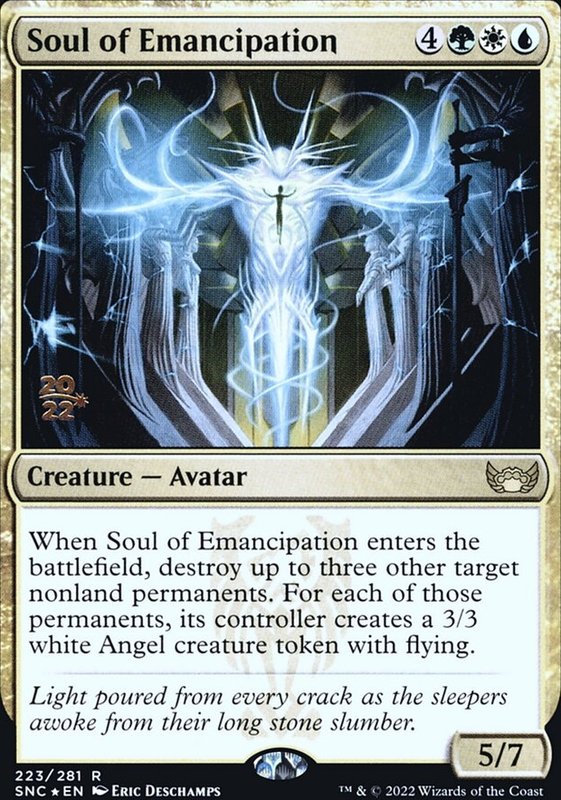 Soul of Emancipation 4
20
22
Creature — Avatar
When Soul of Emancipation enters the
battlefield, destroy up to three other target
nonland permanents. For each of those
permanents, its controller creates a 3/3
white Angel creature token with flying.
Light poured from every crack as the sleepers
awoke from their long stone slumber.
5/7
223/281 R
SNC ★ EN Eric Deschamps
™ & © 2022 Wizards of the Coast